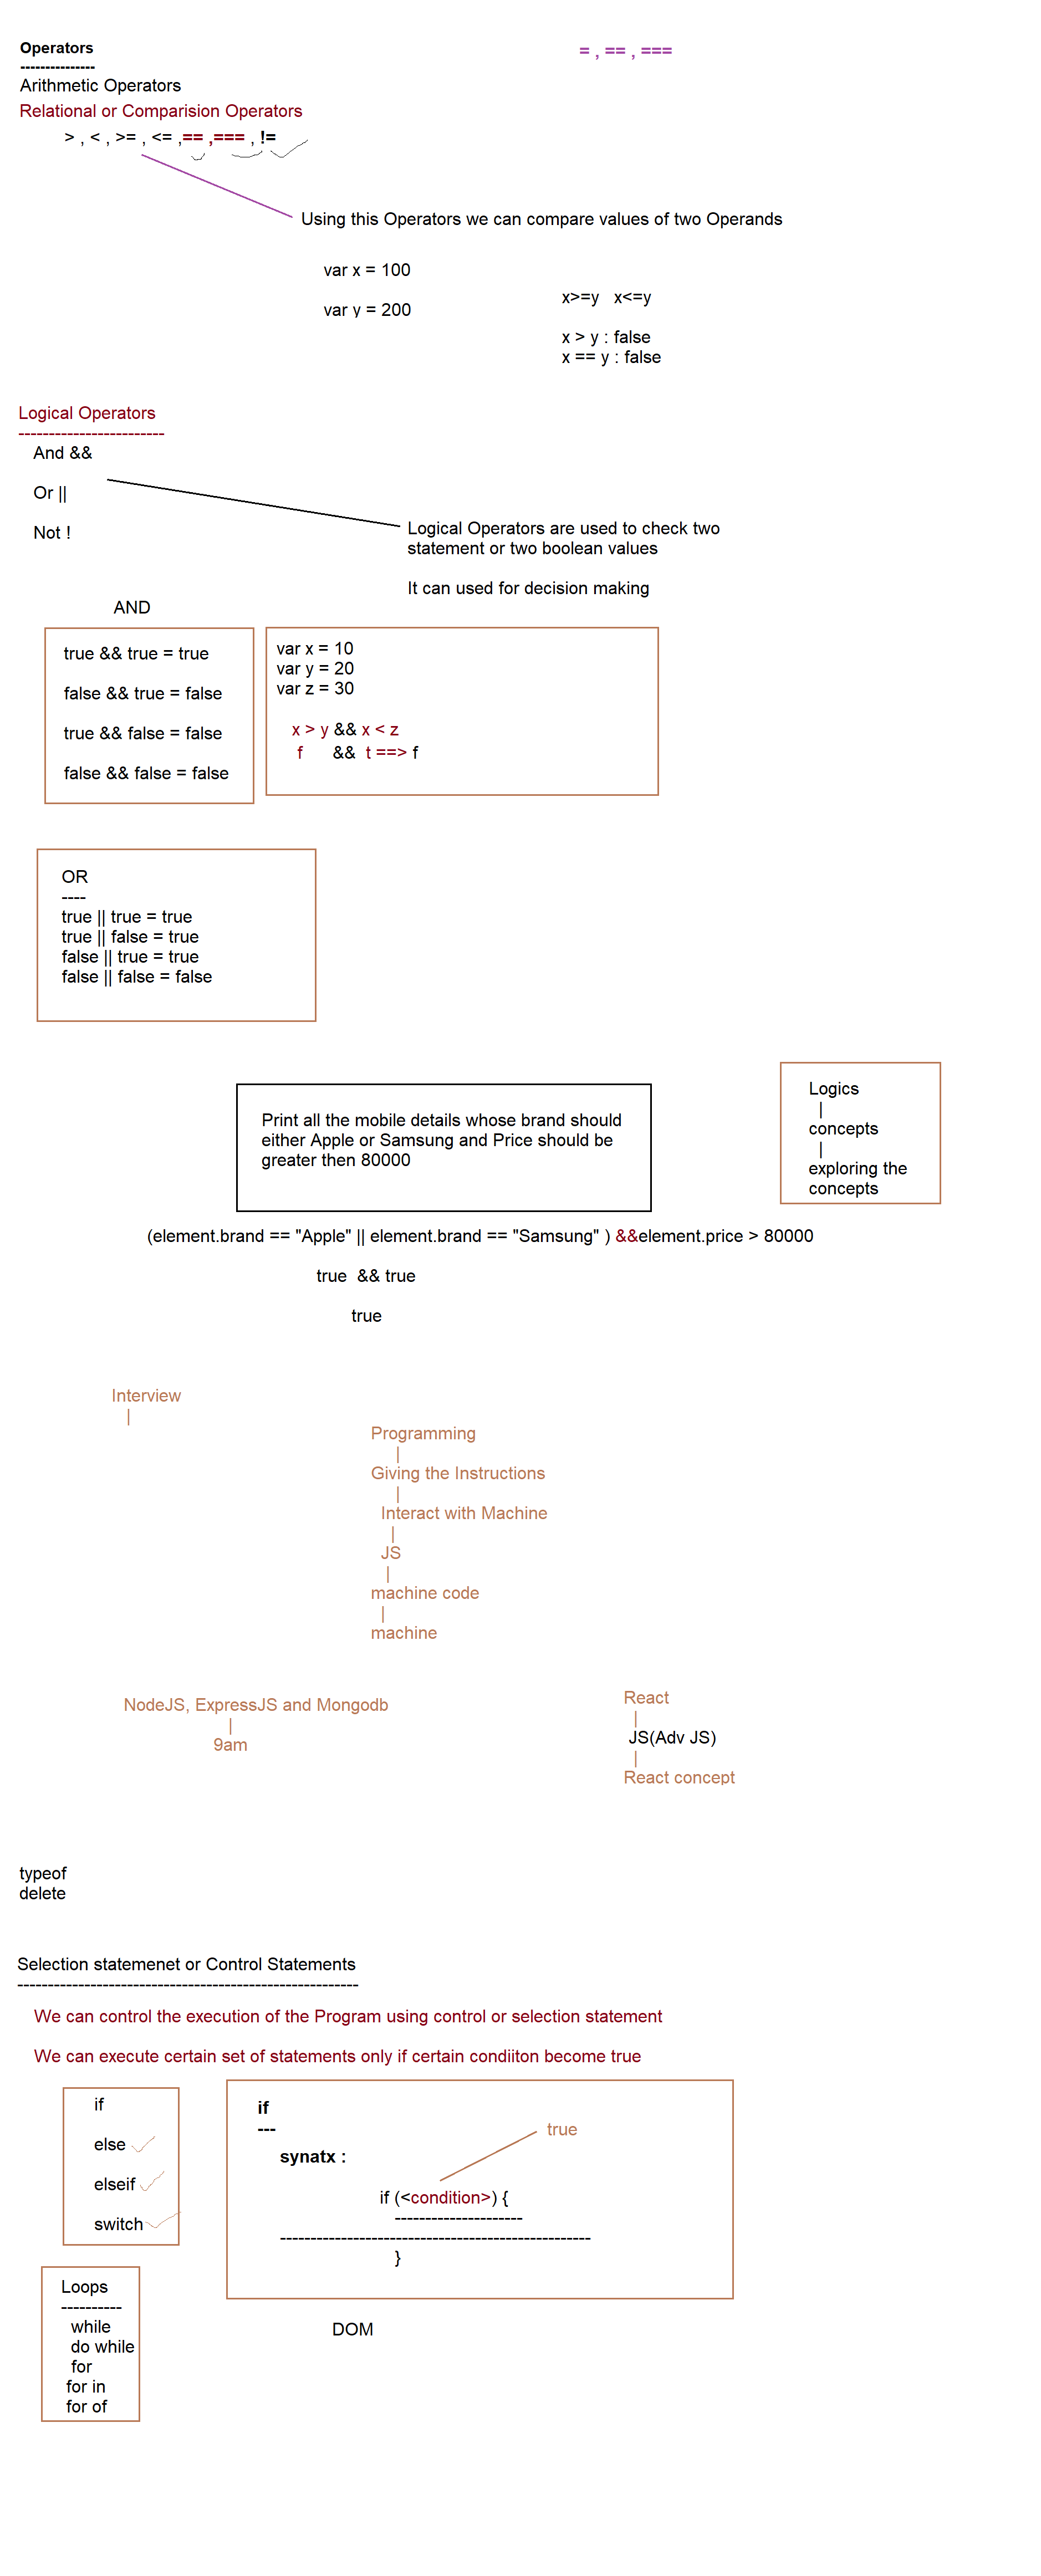 Operators
= , == , ===
---------------
Arithmetic Operators
Relational or Comparision Operators
> , < , >= , <= ,== ,=== , !=
Using this Operators we can compare values of two Operands
var x = 100
x>=y   x<=y
var y = 200
x > y : false
x == y : false
Logical Operators
------------------------
And &&
Or ||
Not !
Logical Operators are used to check two
statement or two boolean values
It can used for decision making
AND
true && true = true
false && true = false
true && false = false
false && false = false
var x = 10
var y = 20
var z = 30
x > y && x < z
f && t ==> f
OR
----
true || true = true
true || false = true
false || true = true
false || false = false
Print all the mobile details whose brand should
either Apple or Samsung and Price should be
greater then 80000
Logics
|
concepts
|
exploring the
concepts
(element.brand == "Apple" || element.brand == "Samsung" ) &&element.price > 80000
true  && true
true
Interview
|
Programming
|
Giving the Instructions
|
Interact with Machine
|
JS
|
machine code
|
machine
NodeJS, ExpressJS and Mongodb
|
9am
React
|
JS(Adv JS)
|
React concept
typeof
delete
Selection statemenet or Control Statements
--------------------------------------------------------
We can control the execution of the Program using control or selection statement
We can execute certain set of statements only if certain condiiton become true
if
else
elseif
switch
if
---
true
synatx :
if (<condition>) {
---------------------
---------------------------------------------------
}
Loops
----------
while
do while
for
for in
for of
DOM